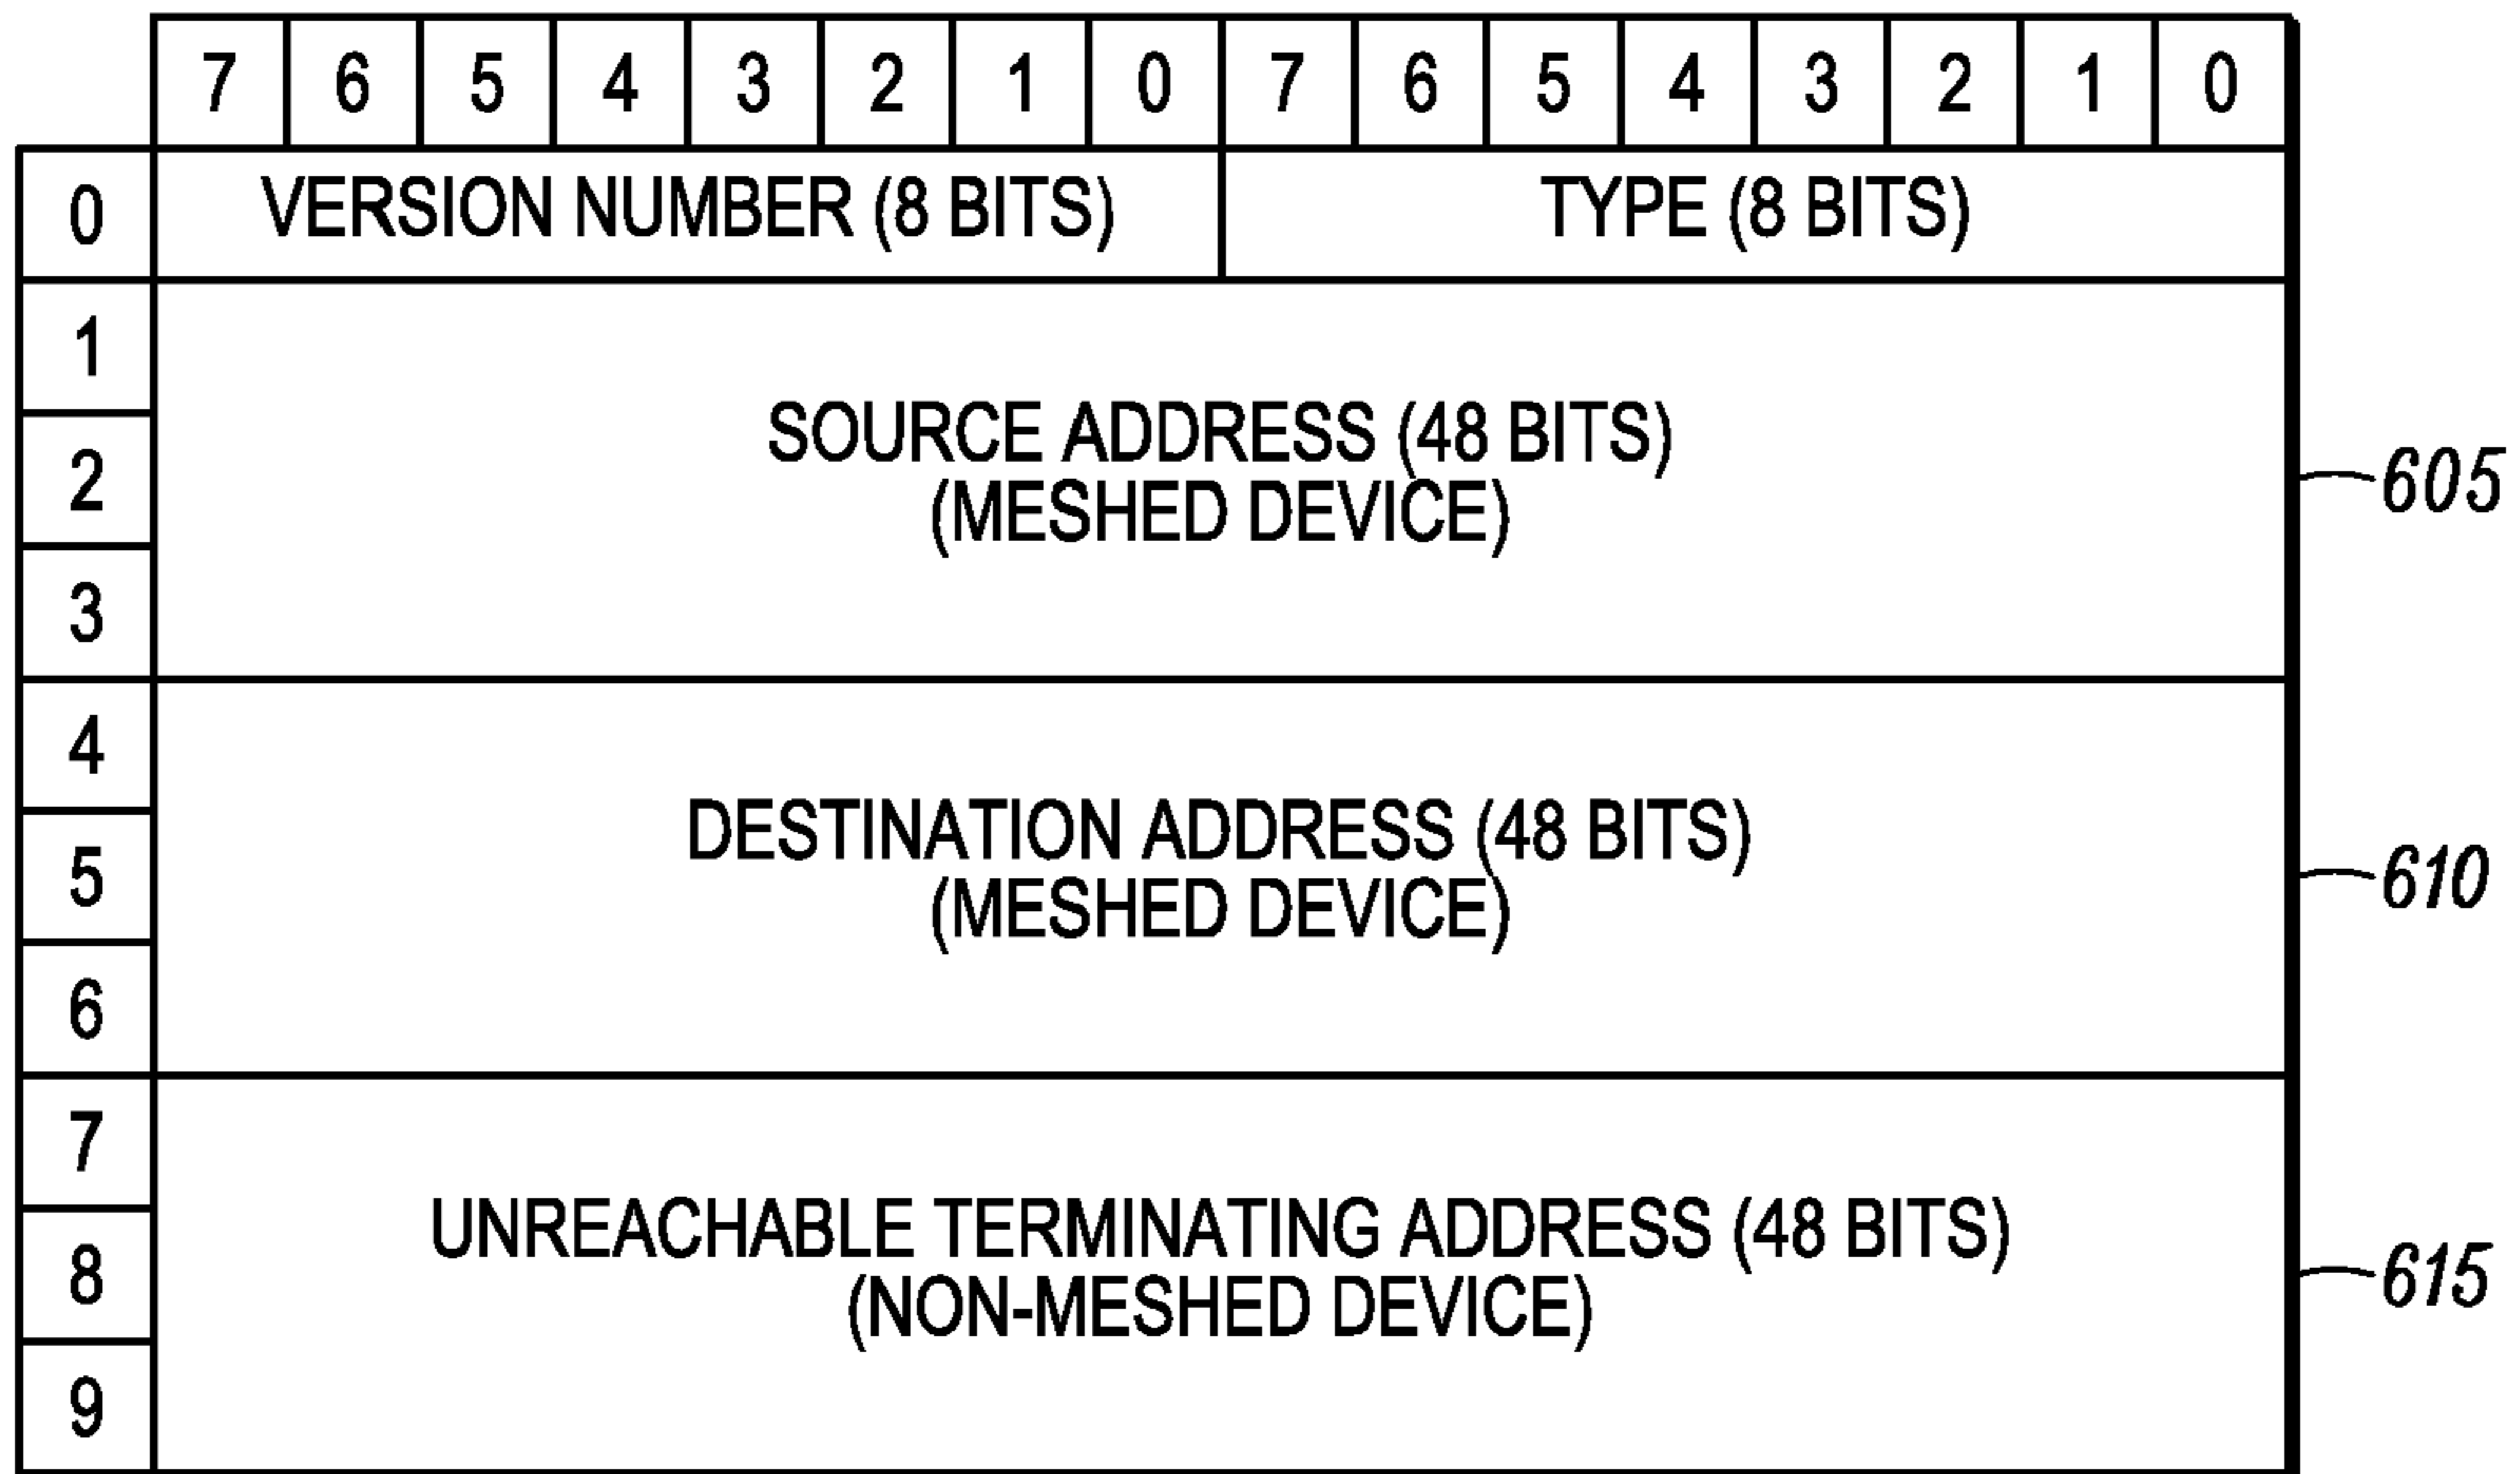 7 6 5 4 3 2 1 0 7 6 5 4 3 2 1 0
0 VERSION NUMBER (8 BITS) TYPE (8 BITS)
1
SOURCE ADDRESS (48 BITS)
2 605
(MESHED DEVICE)
3
4
DESTINATION ADDRESS (48 BITS)
5 610
(MESHED DEVICE)
6
7
UNREACHABLE TERMINATING ADDRESS (48 BITS)
8 615
(NON-MESHED DEVICE)
9